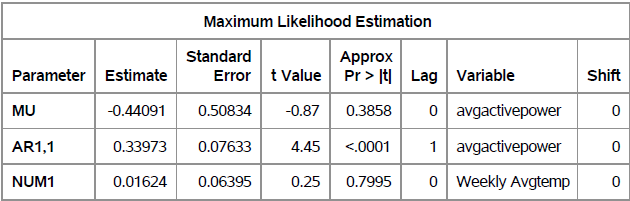 Maximum Likelihood Estimation
Parameter Estimate Standard Error t Value Approx Pr > |t| Lag Variable Shift
MU -0.44091 0.50834 -0.87 0.3858 0 avgactivepower 0
AR1,1 0.33973 0.07633 4.45 <.0001 1 avgactivepower 0
NUM1 0.01624 0.06395 0.25 0.7995 0 Weekly Avgtemp 0